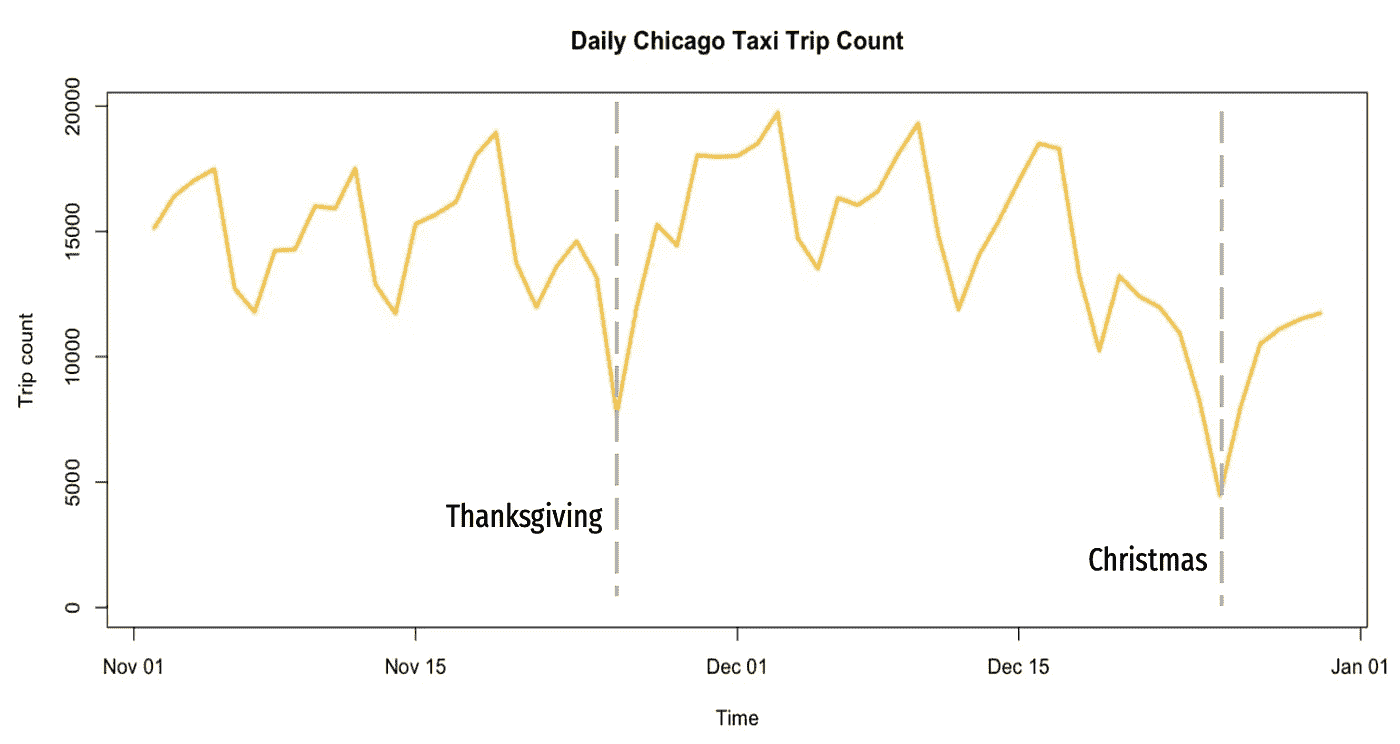 Daily Chicago Taxi Trip Count
20000
15000
10000
5000
0
Trip count
Thanksgiving
Christmas
Nov 01
Nov 15
Dec 01
Dec 15
Jan 01
Time